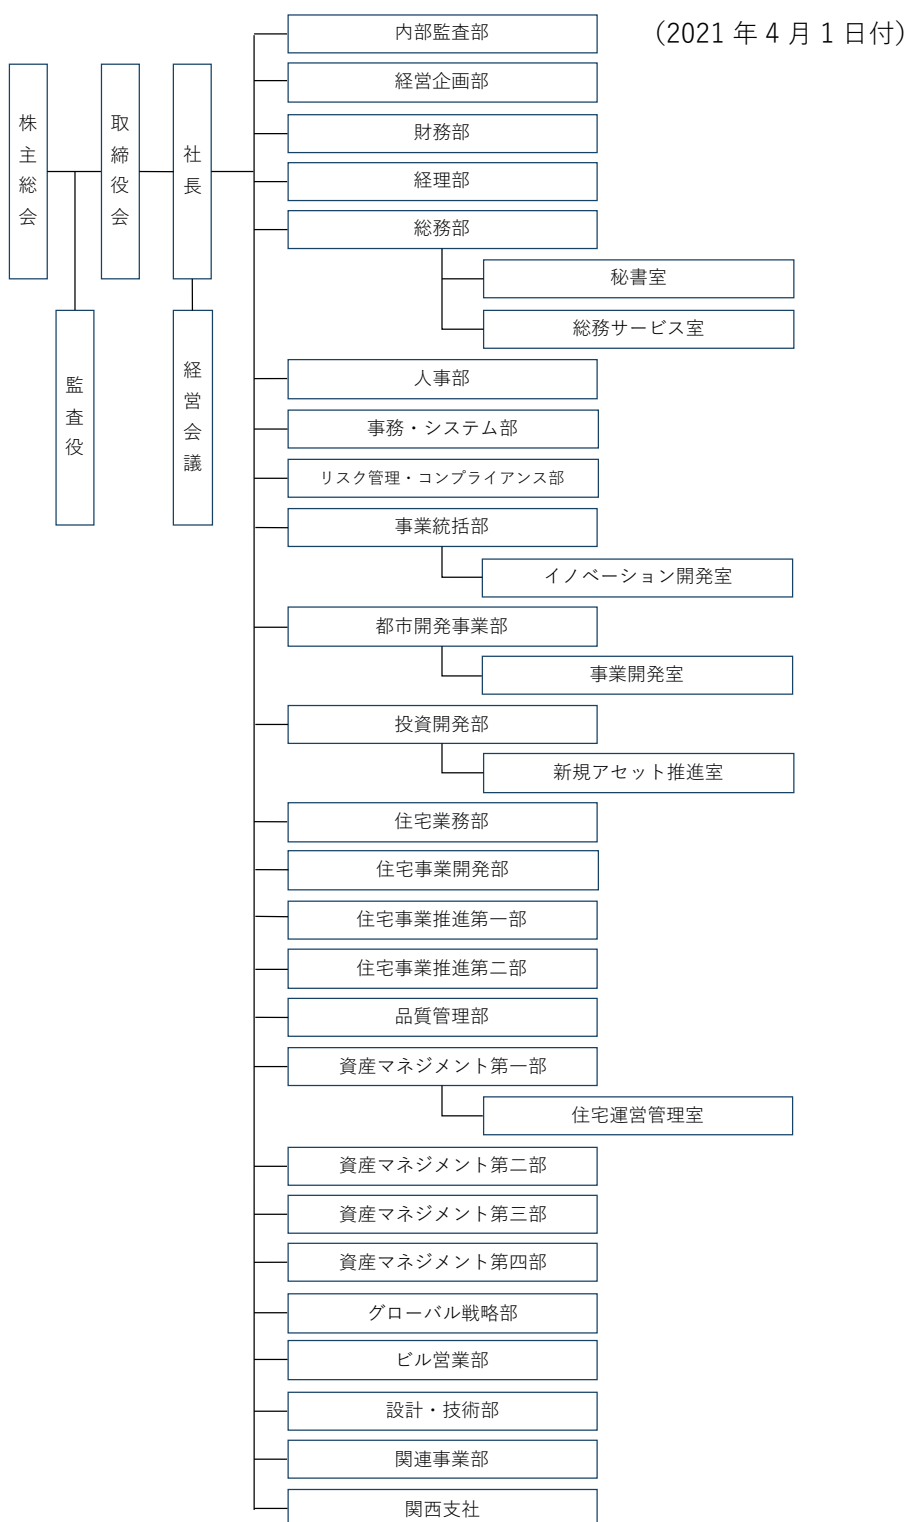 (2021 年 4 月 1 日付)
株主総会
取締役会
社長
監査役
経営会議
内部監査部
経営企画部
財務部
経理部
総務部
秘書室
総務サービス室
人事部
事務・システム部
リスク管理・コンプライアンス部
事業統括部
イノベーション開発室
都市開発事業部
事業開発室
投資開発部
新規アセット推進室
住宅業務部
住宅事業開発部
住宅事業推進第一部
住宅事業推進第二部
品質管理部
資産マネジメント第一部
住宅運営管理室
資産マネジメント第二部
資産マネジメント第三部
資産マネジメント第四部
グローバル戦略部
ビル営業部
設計・技術部
関連事業部
関西支社